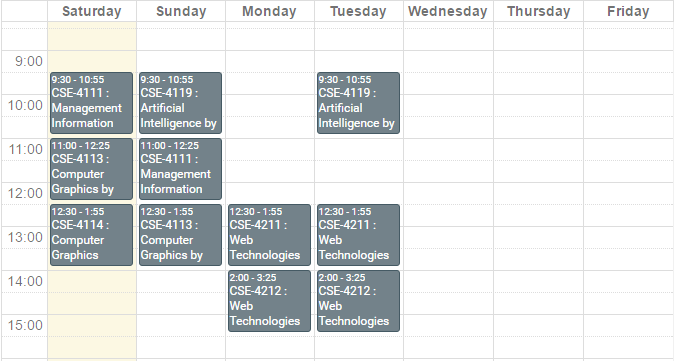 Saturday Sunday Monday Tuesday Wednesday Thursday Friday
9:00
9:30 - 10:55
CSE-4111 :
Management
Information
9:30 - 10:55
CSE-4119 :
Artificial
Intelligence by
9:30 - 10:55
CSE-4119 :
Artificial
Intelligence by
10:00
11:00
11:00 - 12:25
CSE-4113 :
Computer
Graphics by
11:00 - 12:25
CSE-4111 :
Management
Information
12:00
12:30 - 1:55
CSE-4114 :
Computer
Graphics
12:30 - 1:55
CSE-4113 :
Computer
Graphics by
12:30 - 1:55
CSE-4211 :
Web
Technologies
12:30 - 1:55
CSE-4211 :
Web
Technologies
13:00
14:00
2:00 - 3:25
CSE-4212 :
Web
Technologies
2:00 - 3:25
CSE-4212 :
Web
Technologies
15:00